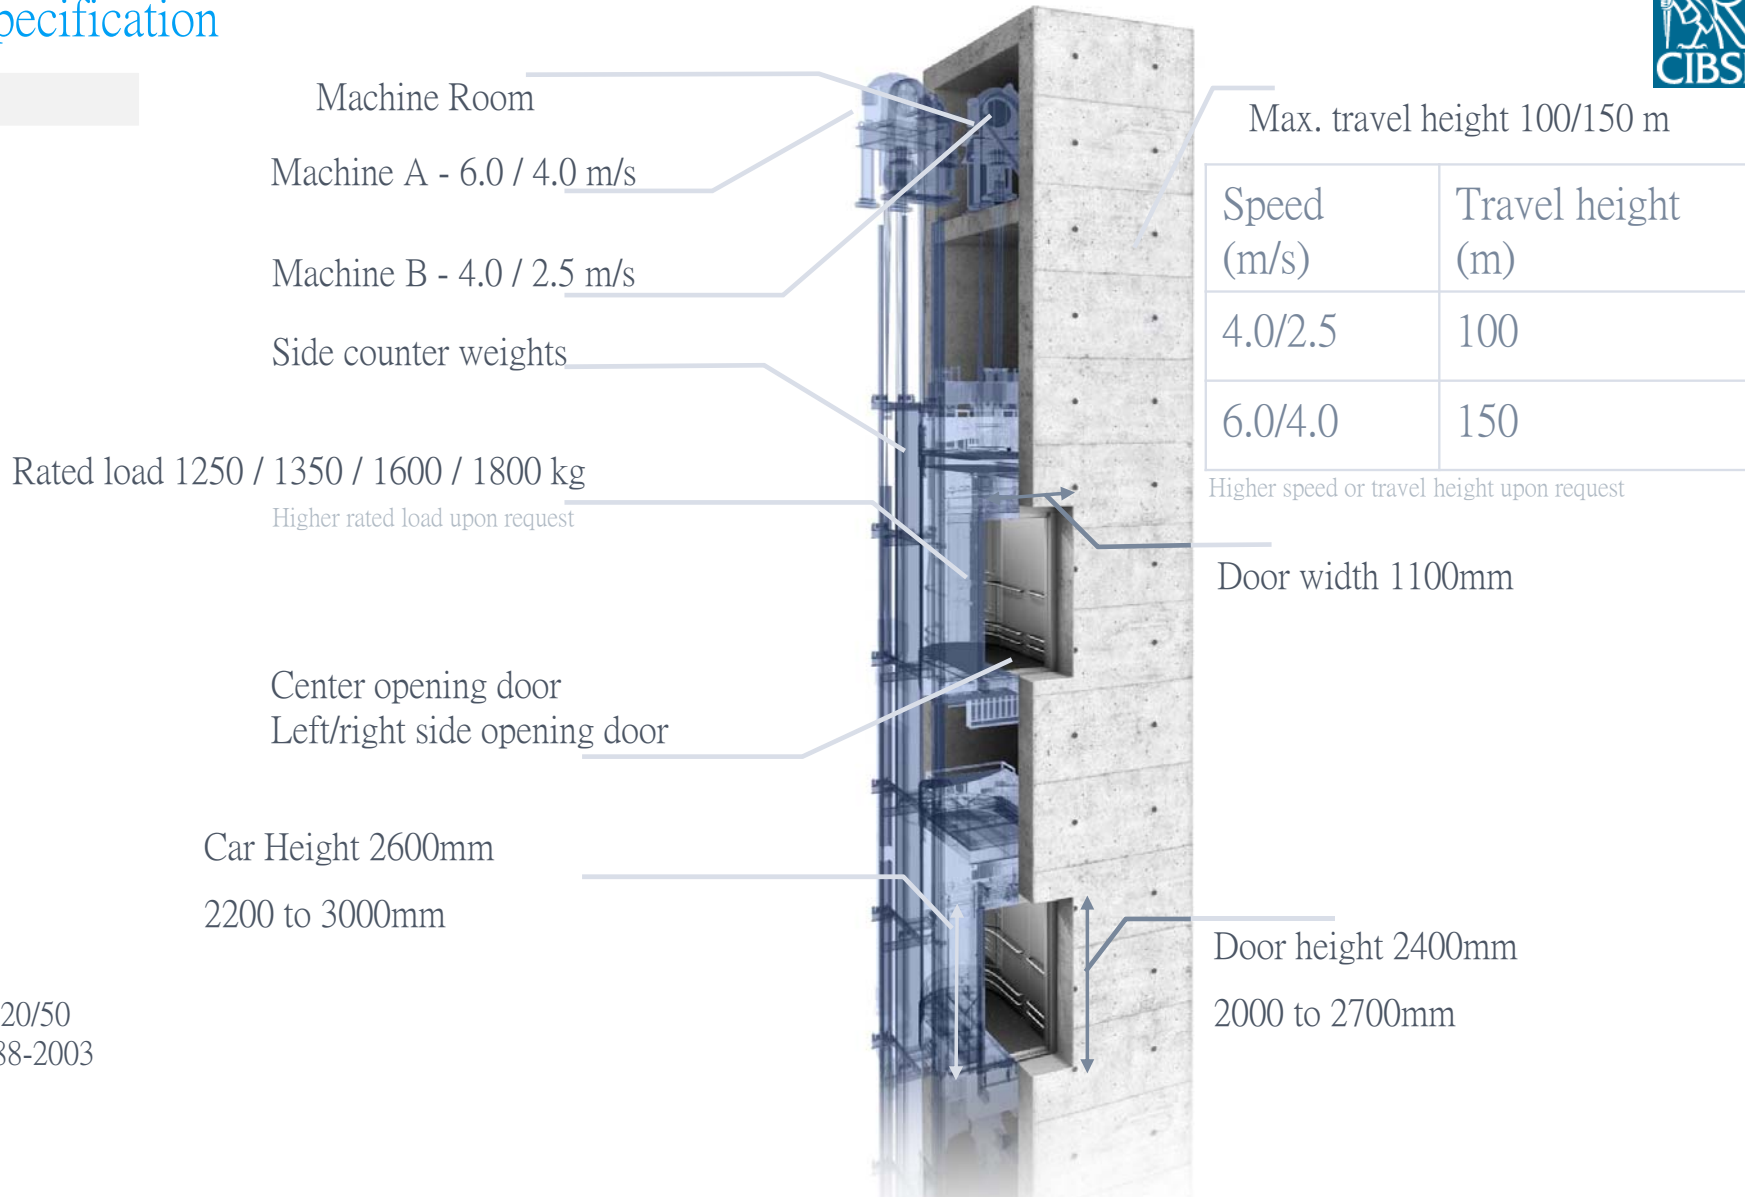 pecification
CIBS
Machine Room
Machine A - 6.0 / 4.0 m/s
Machine B - 4.0 / 2.5 m/s
Side counter weights
Rated load 1250 / 1350 / 1600 / 1800 kg
Higher rated load upon request
Center opening door
Left/right side opening door
Car Height 2600mm
2200 to 3000mm
20/50
88-2003
Max. travel height 100/150 m
Speed (m/s) Travel height (m)
4.0/2.5 100
6.0/4.0 150
Higher speed or travel height upon request
Door width 1100mm
Door height 2400mm
2000 to 2700mm